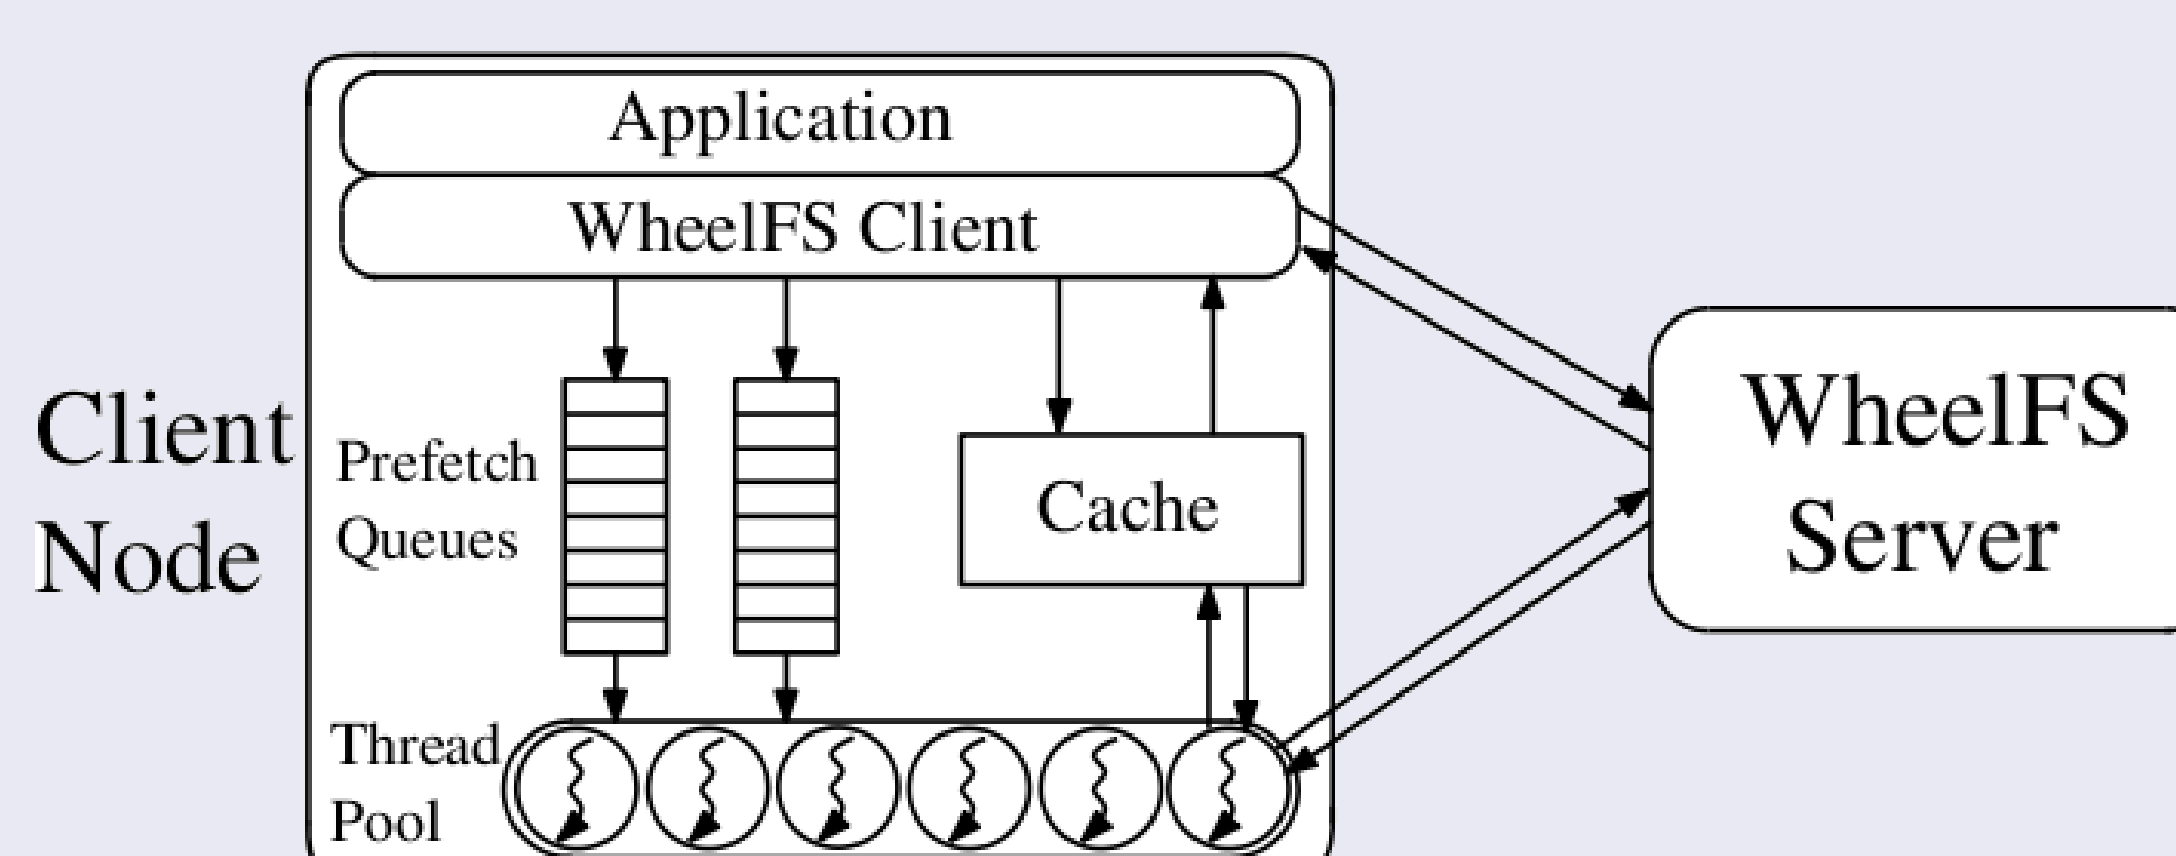 Application
WheelFS Client
Client
Node
Prefetch
Queues
Cache
WheelFS
Server
Thread
Pool